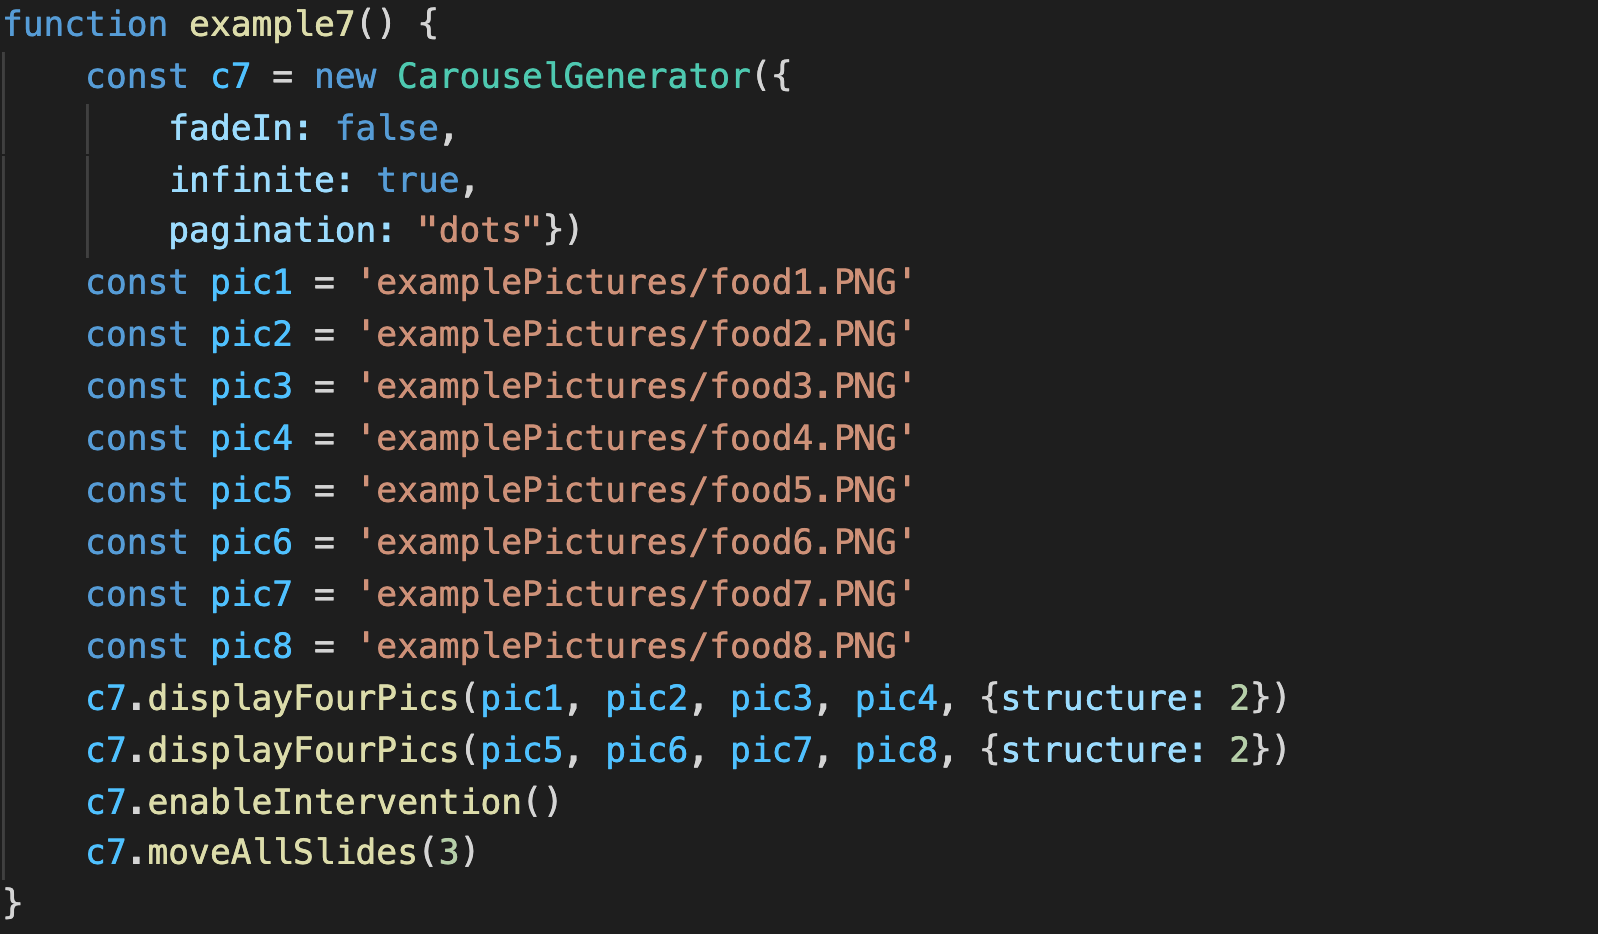 function example7() {
    const c7 = new CarouselGenerator({
        fadeIn: false,
        infinite: true,
        pagination: "dots"})
    const pic1 = 'examplePictures/food1.PNG'
    const pic2 = 'examplePictures/food2.PNG'
    const pic3 = 'examplePictures/food3.PNG'
    const pic4 = 'examplePictures/food4.PNG'
    const pic5 = 'examplePictures/food5.PNG'
    const pic6 = 'examplePictures/food6.PNG'
    const pic7 = 'examplePictures/food7.PNG'
    const pic8 = 'examplePictures/food8.PNG'
    c7.displayFourPics(pic1, pic2, pic3, pic4, {structure: 2})
    c7.displayFourPics(pic5, pic6, pic7, pic8, {structure: 2})
    c7.enableIntervention()
    c7.moveAllSlides(3)
}